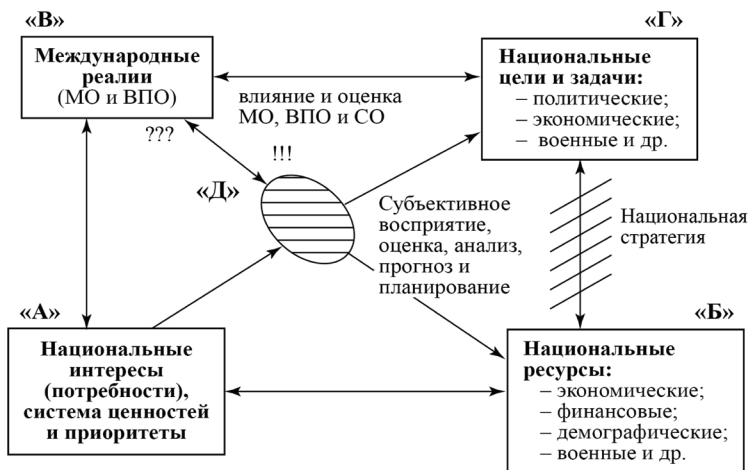 «В»
Международные
реалии
(МО и ВПО)
«Г»
Национальные
цели и задачи:
– политические;
– экономические;
– военные и др.
влияние и оценка
МО, ВПО и СО
???
!!!
«Д»
Субъективное
восприятие,
оценка, анализ,
прогноз и
планирование
Национальная
стратегия
«А»
Национальные
интересы
(потребности),
система ценностей
и приоритеты
«Б»
Национальные
ресурсы:
– экономические;
– финансовые;
– демографические;
– военные и др.